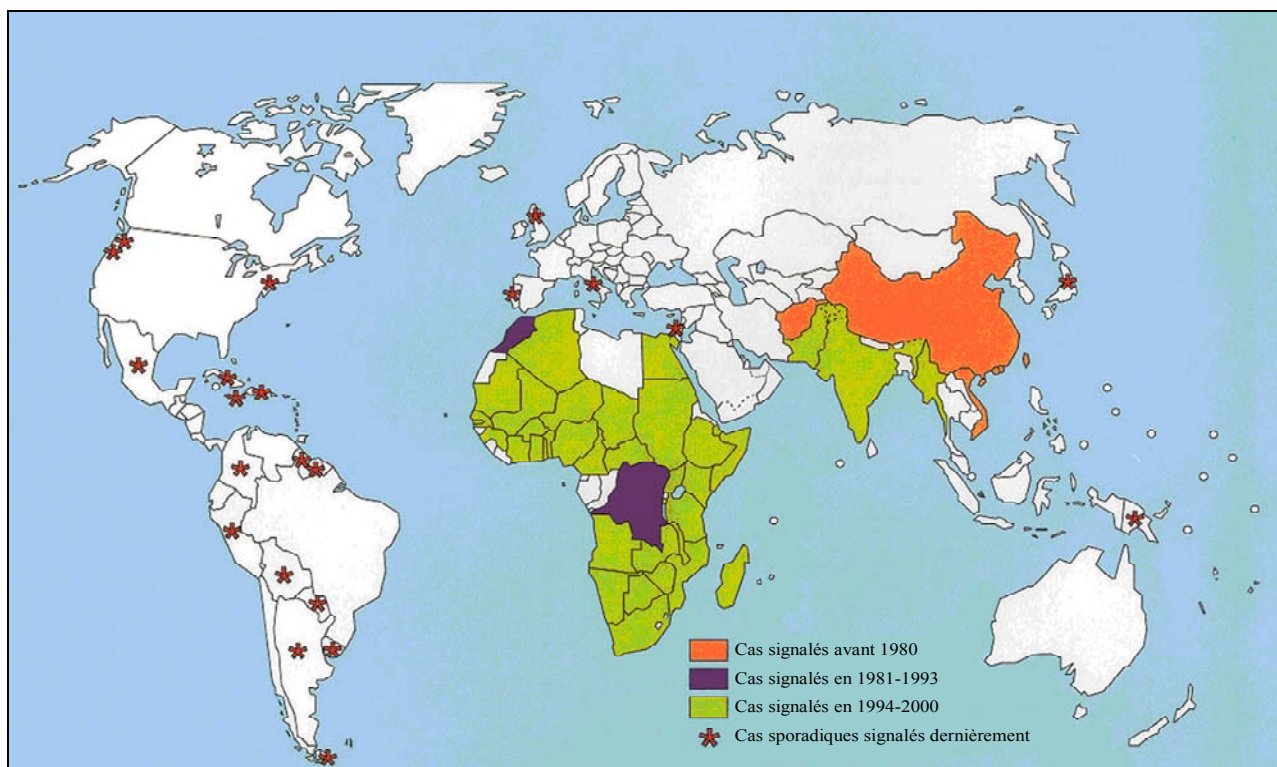 Cas signalés avant 1980
Cas signalés en 1981-1993
Cas signalés en 1994-2000
Cas sporadiques signalés dernièrement